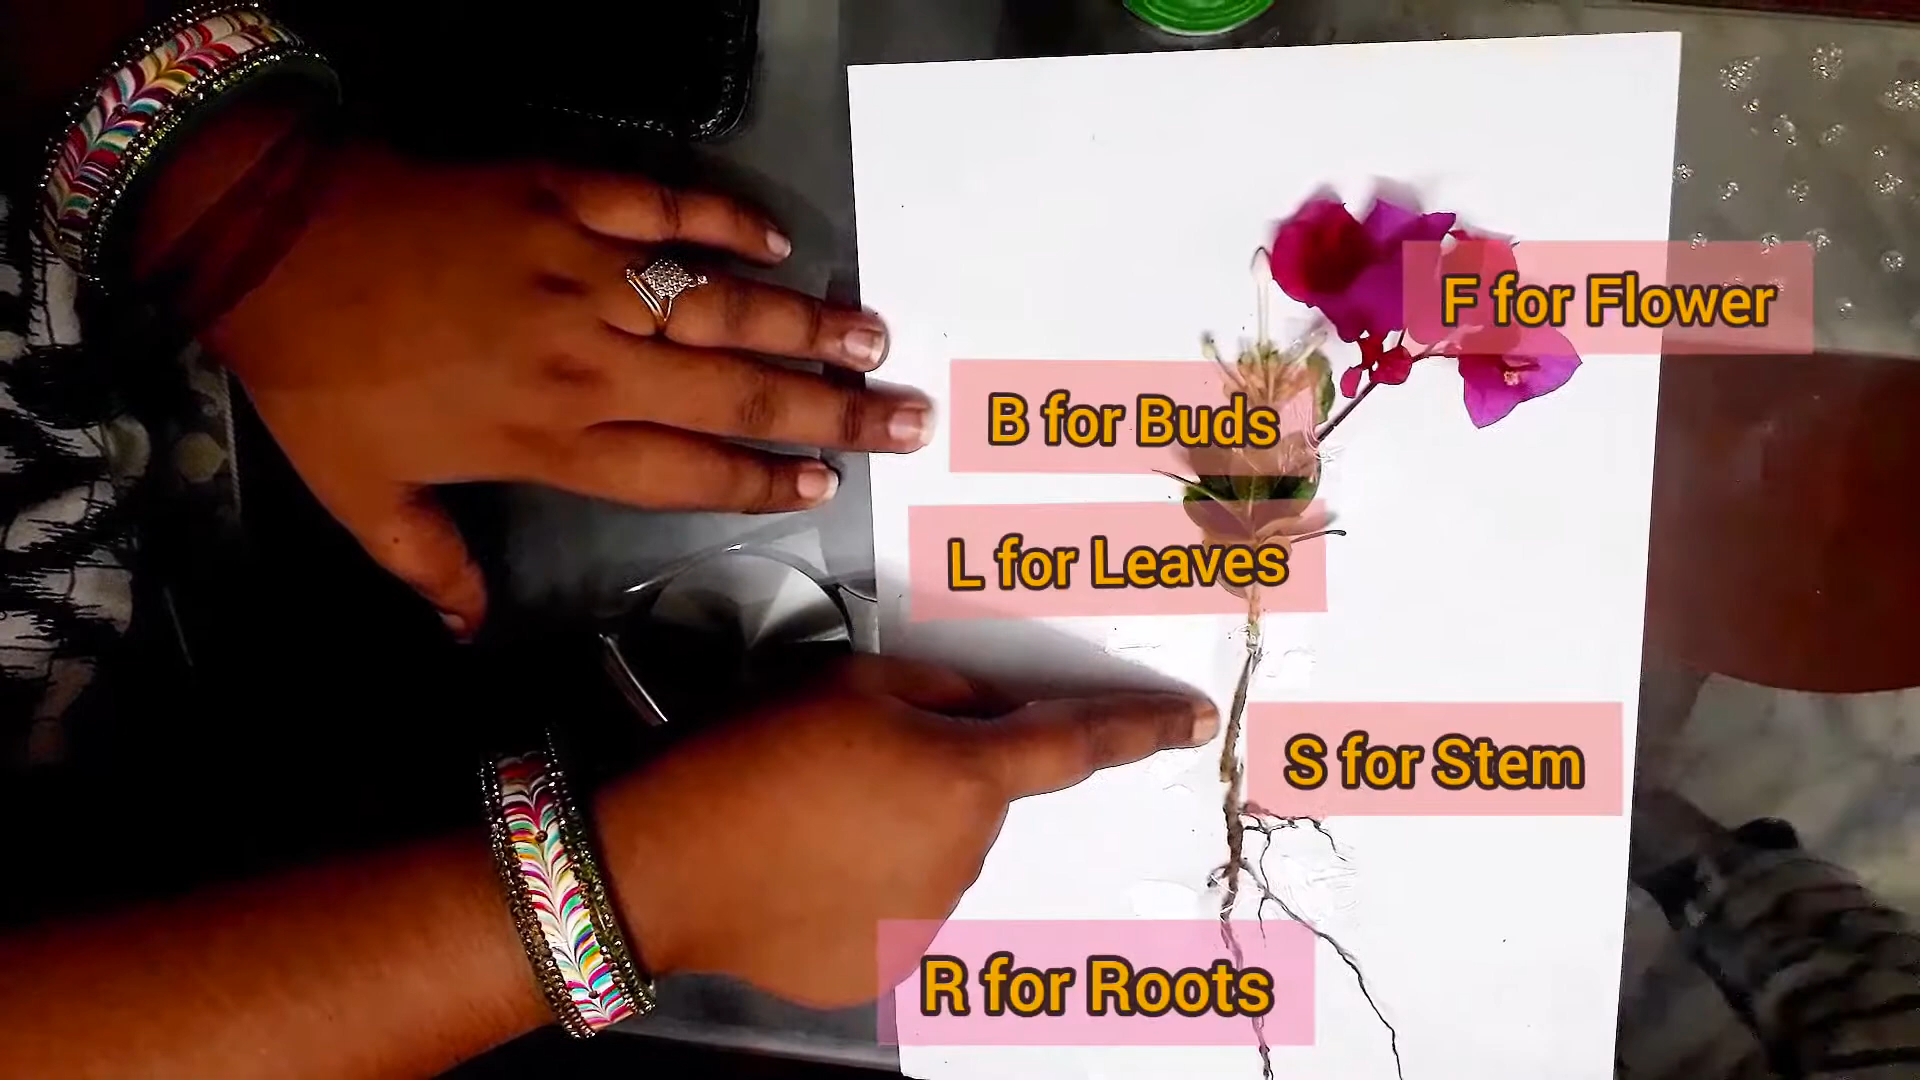 F for Flower
B for Buds
L for Leaves
S for Stem
R for Roots